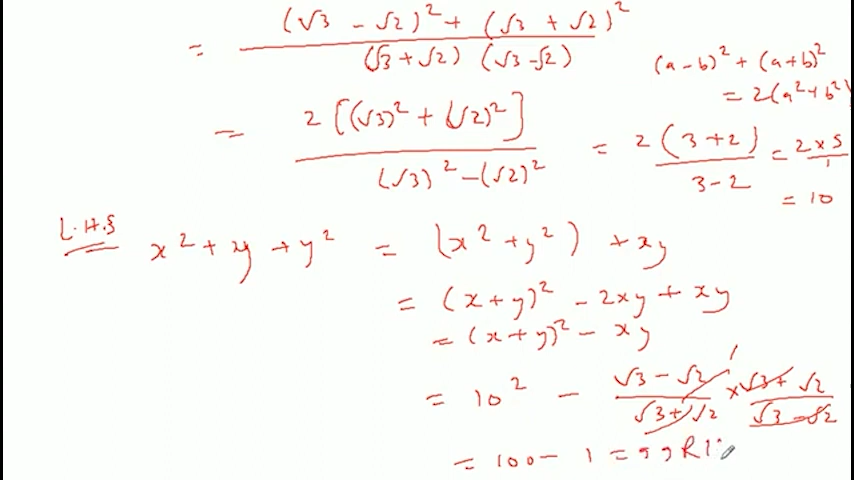 = ((√3 - √2)² + (√3 + √2)²) / ((√3 + √2) (√3 - √2))
(a - b)² + (a + b)²
= 2(a² + b²)
= 2[(√3)² + (√2)²] / ((√3)² - (√2)²) = 2(3 + 2) / (3 - 2) = 2 × 5 / 1
= 10
L.H.S x² + xy + y² = (x² + y²) + xy
= (x + y)² - 2xy + xy
= (x + y)² - xy
= 10² - (√3 - √2) / (√3 + √2) × (√3 + √2) / (√3 - √2) 1
= 100 - 1 = 99